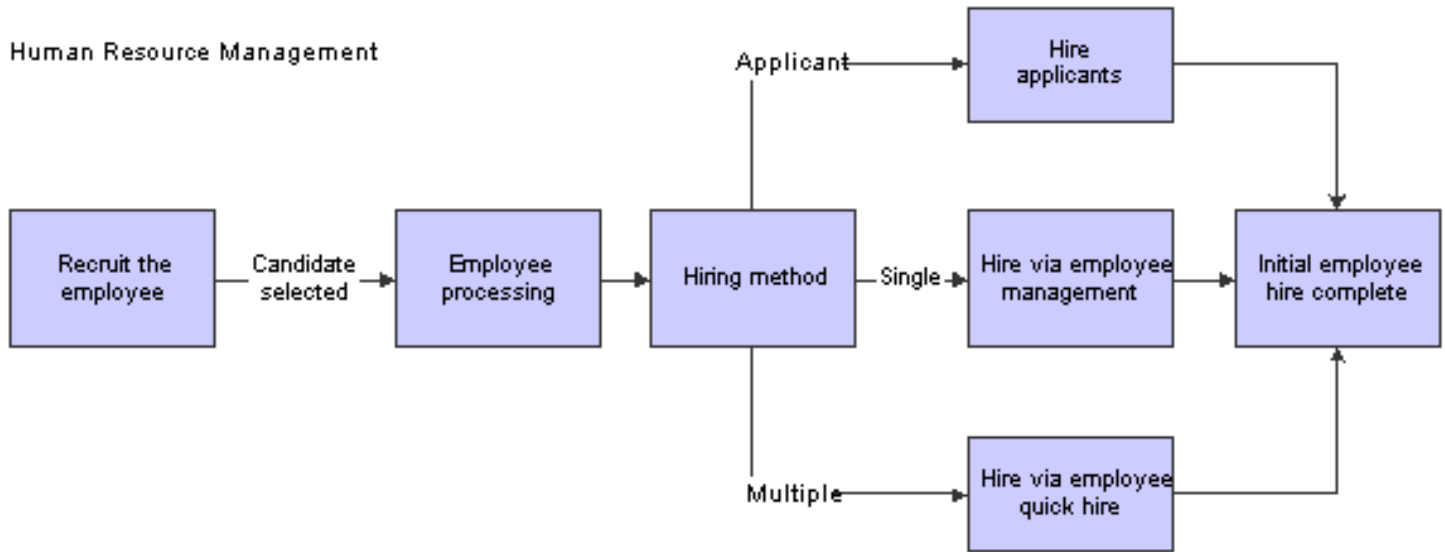 Human Resource Management
Applicant
Hire
applicants
Recruit the
employee
Candidate
selected
Employee
processing
Hiring method
Single
Hire via employee
management
Initial employee
hire complete
Multiple
Hire via employee
quick hire